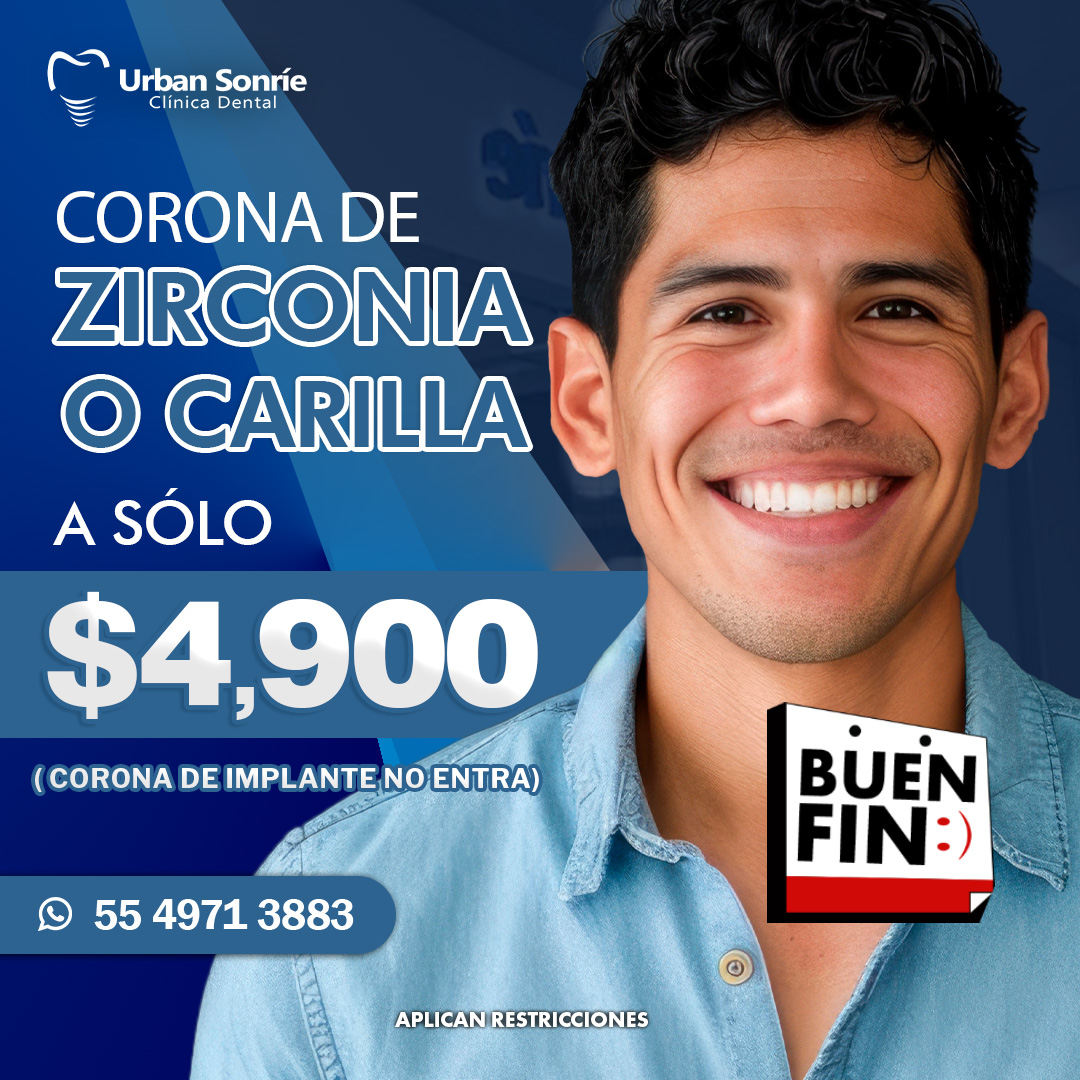 Urban Sonríe
Clínica Dental
CORONA DE
ZIRCONIA
O CARILLA
A SÓLO
$4,900
( CORONA DE IMPLANTE NO ENTRA)
BUEN
FIN:)
55 4971 3883
APLICAN RESTRICCIONES